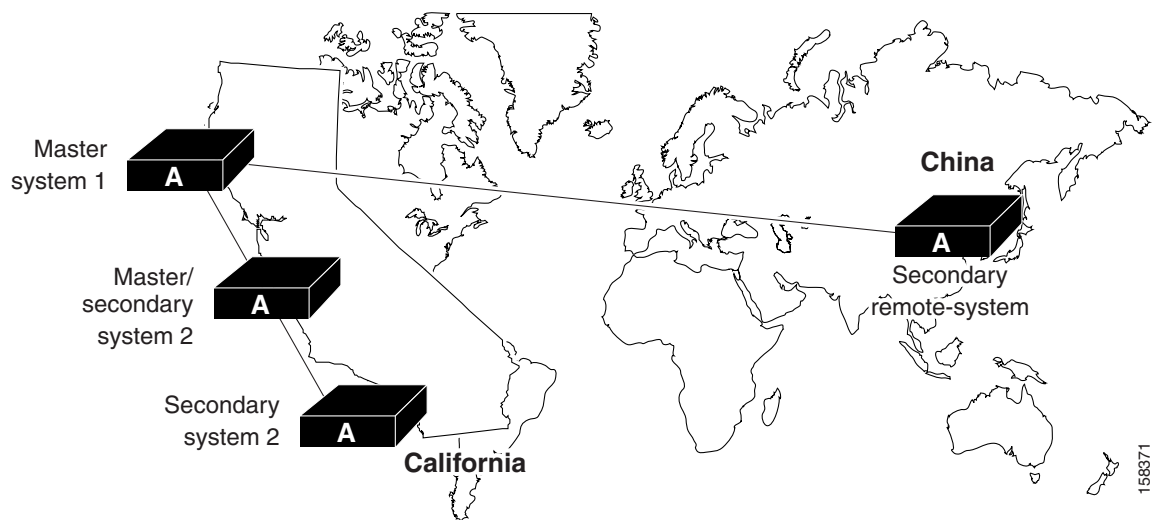 China
Master
system 1
A
A
Secondary
remote-system
Master/
secondary
system 2
A
Secondary
system 2
A
California
158371